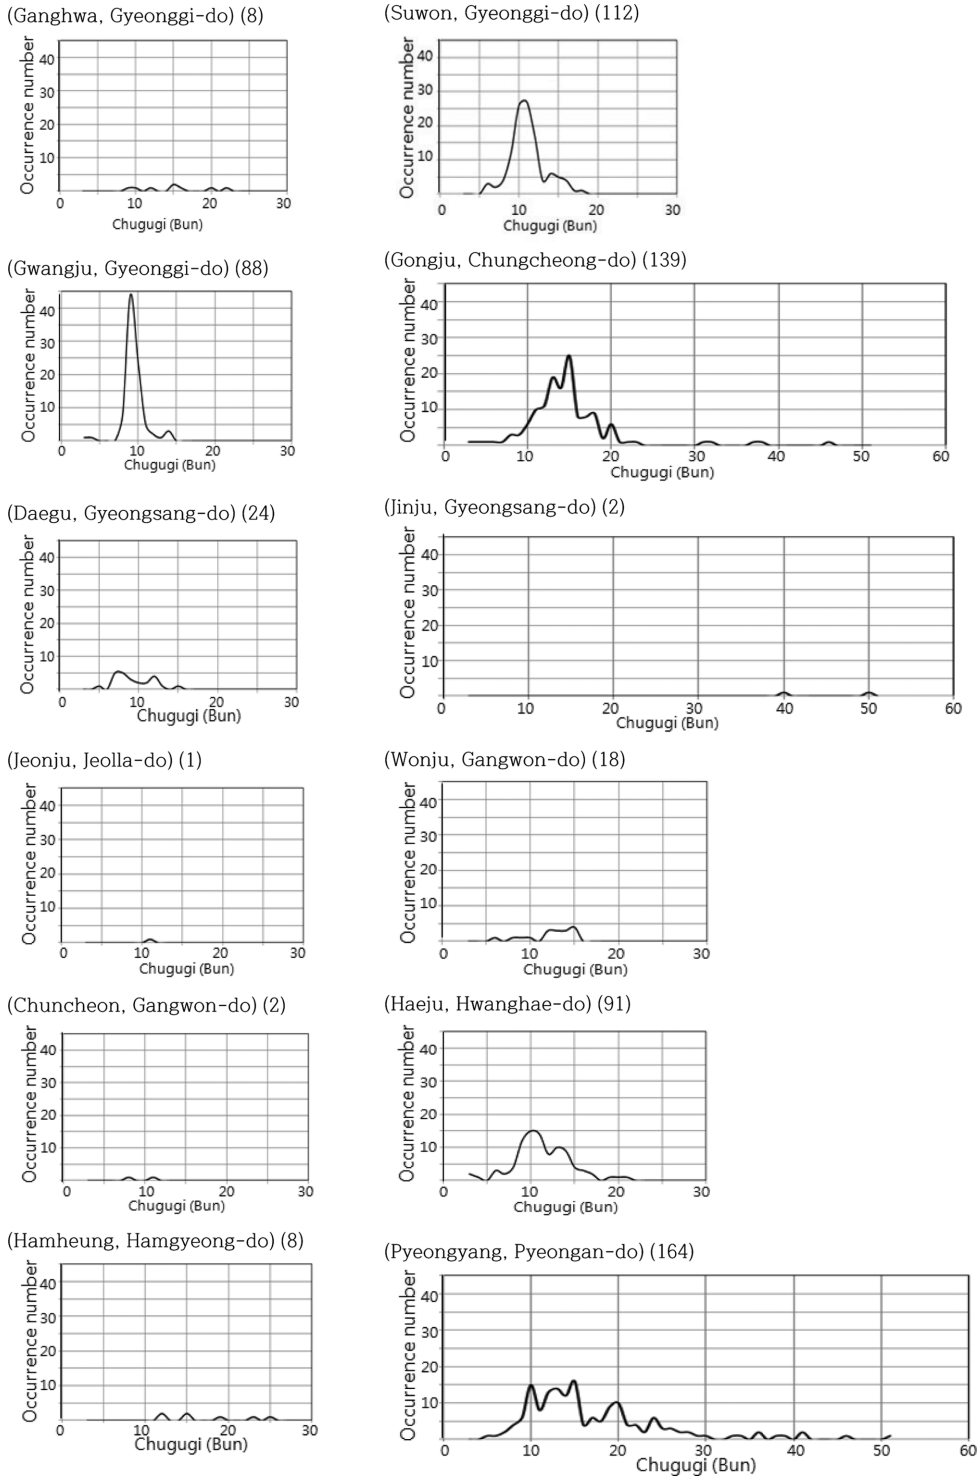 (Ganghwa, Gyeonggi-do) (8)
Occurrence number
40
30
20
10
0 10 20 30
Chugugi (Bun)
(Suwon, Gyeonggi-do) (112)
Occurrence number
40
30
20
10
0 10 20 30
Chugugi (Bun)
(Gwangju, Gyeonggi-do) (88)
Occurrence number
40
30
20
10
0 10 20 30
Chugugi (Bun)
(Gongju, Chungcheong-do) (139)
Occurrence number
40
30
20
10
0 10 20 30 40 50 60
Chugugi (Bun)
(Daegu, Gyeongsang-do) (24)
Occurrence number
40
30
20
10
0 10 20 30
Chugugi (Bun)
(Jinju, Gyeongsang-do) (2)
Occurrence number
40
30
20
10
0 10 20 30 40 50 60
Chugugi (Bun)
(Jeonju, Jeolla-do) (1)
Occurrence number
40
30
20
10
0 10 20 30
Chugugi (Bun)
(Wonju, Gangwon-do) (18)
Occurrence number
40
30
20
10
0 10 20 30
Chugugi (Bun)
(Chuncheon, Gangwon-do) (2)
Occurrence number
40
30
20
10
0 10 20 30
Chugugi (Bun)
(Haeju, Hwanghae-do) (91)
Occurrence number
40
30
20
10
0 10 20 30
Chugugi (Bun)
(Hamheung, Hamgyeong-do) (8)
Occurrence number
40
30
20
10
0 10 20 30
Chugugi (Bun)
(Pyeongyang, Pyeongan-do) (164)
Occurrence number
40
30
20
10
0 10 20 30 40 50 60
Chugugi (Bun)